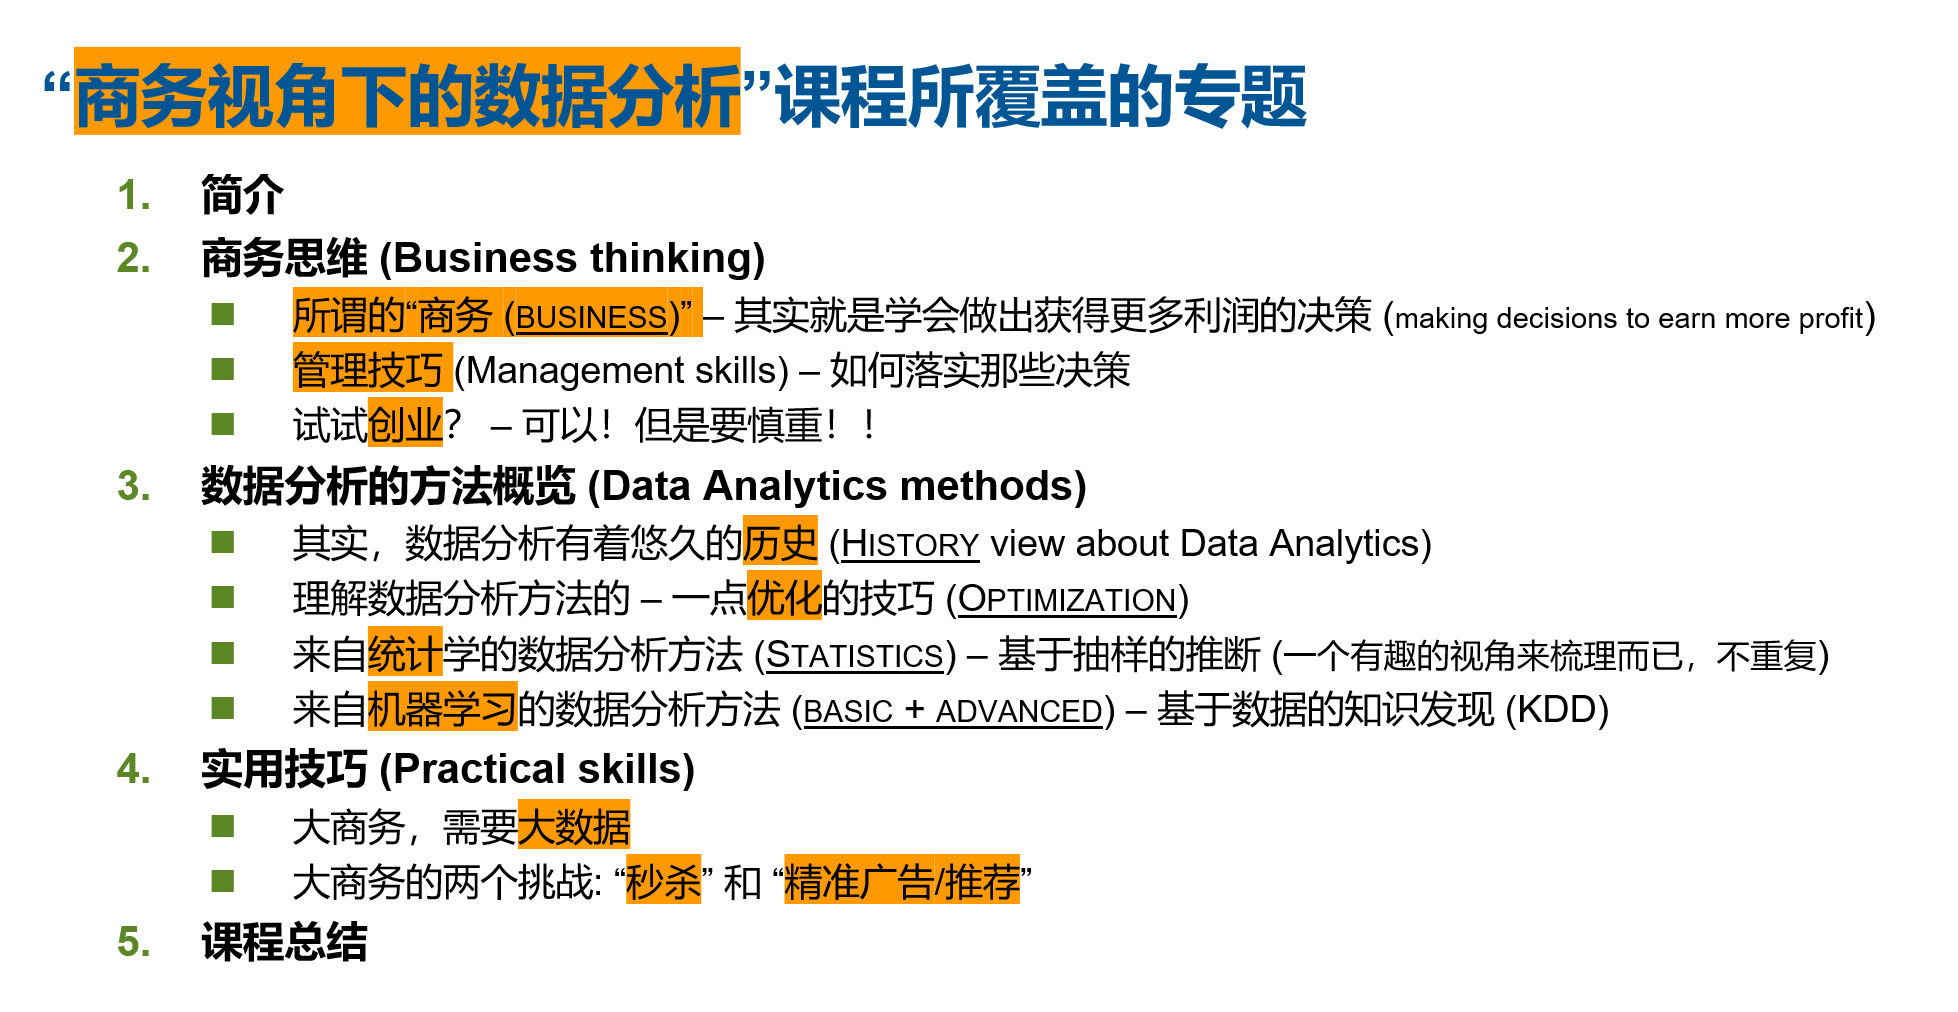 “商务视角下的数据分析”课程所覆盖的专题
1. 简介
2. 商务思维 (Business thinking)
■ 所谓的“商务 (BUSINESS)” – 其实就是学会做出获得更多利润的决策 (making decisions to earn more profit)
■ 管理技巧 (Management skills) – 如何落实那些决策
■ 试试创业？ – 可以！但是要慎重！！
3. 数据分析的方法概览 (Data Analytics methods)
■ 其实，数据分析有着悠久的历史 (HISTORY view about Data Analytics)
■ 理解数据分析方法的 – 一点优化的技巧 (OPTIMIZATION)
■ 来自统计学的数据分析方法 (STATISTICS) – 基于抽样的推断 (一个有趣的视角来梳理而已，不重复)
■ 来自机器学习的数据分析方法 (BASIC + ADVANCED) – 基于数据的知识发现 (KDD)
4. 实用技巧 (Practical skills)
■ 大商务，需要大数据
■ 大商务的两个挑战: “秒杀” 和 “精准广告/推荐”
5. 课程总结